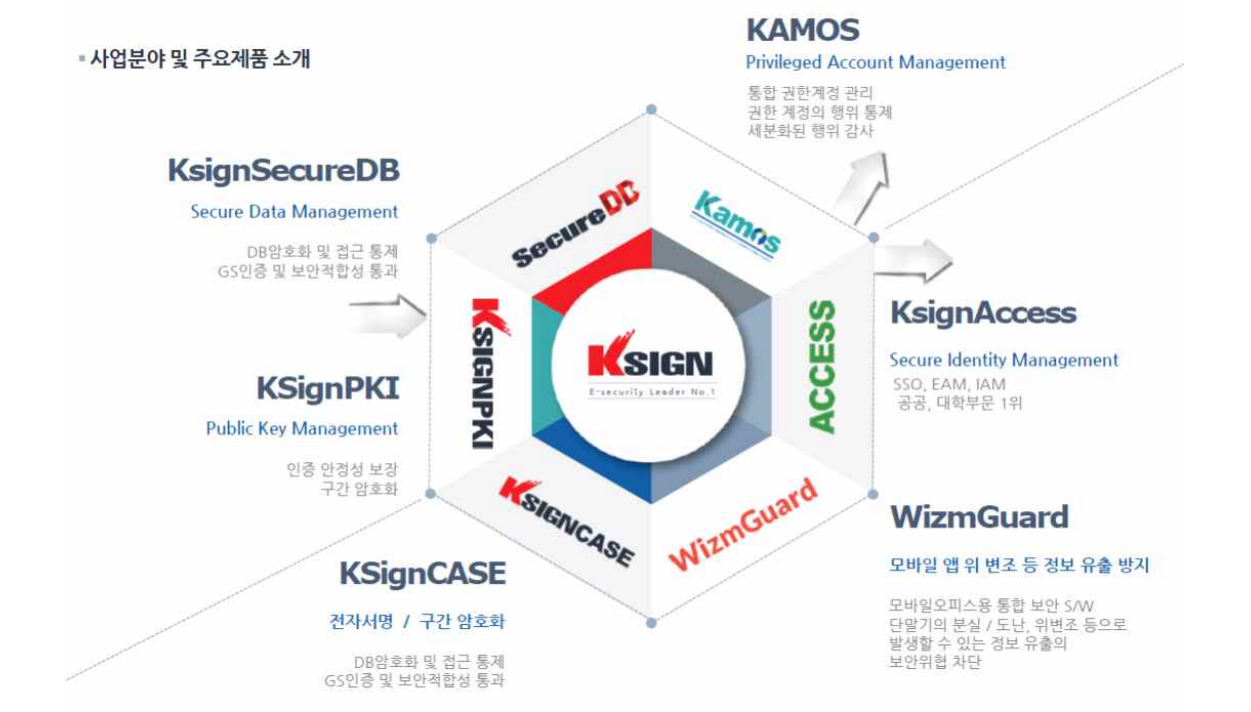 ▪ 사업분야 및 주요제품 소개
KAMOS
Privileged Account Management
통합 권한계정 관리
권한 계정의 행위 통제
세분화된 행위 감사
KsignSecureDB
Secure Data Management
DB암호화 및 접근 통제
GS인증 및 보안적합성 통과
KSignPKI
Public Key Management
인증 안정성 보장
구간 암호화
KSignCASE
전자서명 / 구간 암호화
DB암호화 및 접근 통제
GS인증 및 보안적합성 통과
SecureDB
Kamos
KSIGNPKI
KSIGN
E-security Leader No.1
ACCESS
KSIGNCASE
WizmGuard
KsignAccess
Secure Identity Management
SSO, EAM, IAM
공공, 대학부문 1위
WizmGuard
모바일 앱 위 변조 등 정보 유출 방지
모바일오피스용 통합 보안 S/W
단말기의 분실 / 도난, 위변조 등으로
발생할 수 있는 정보 유출의
보안위협 차단